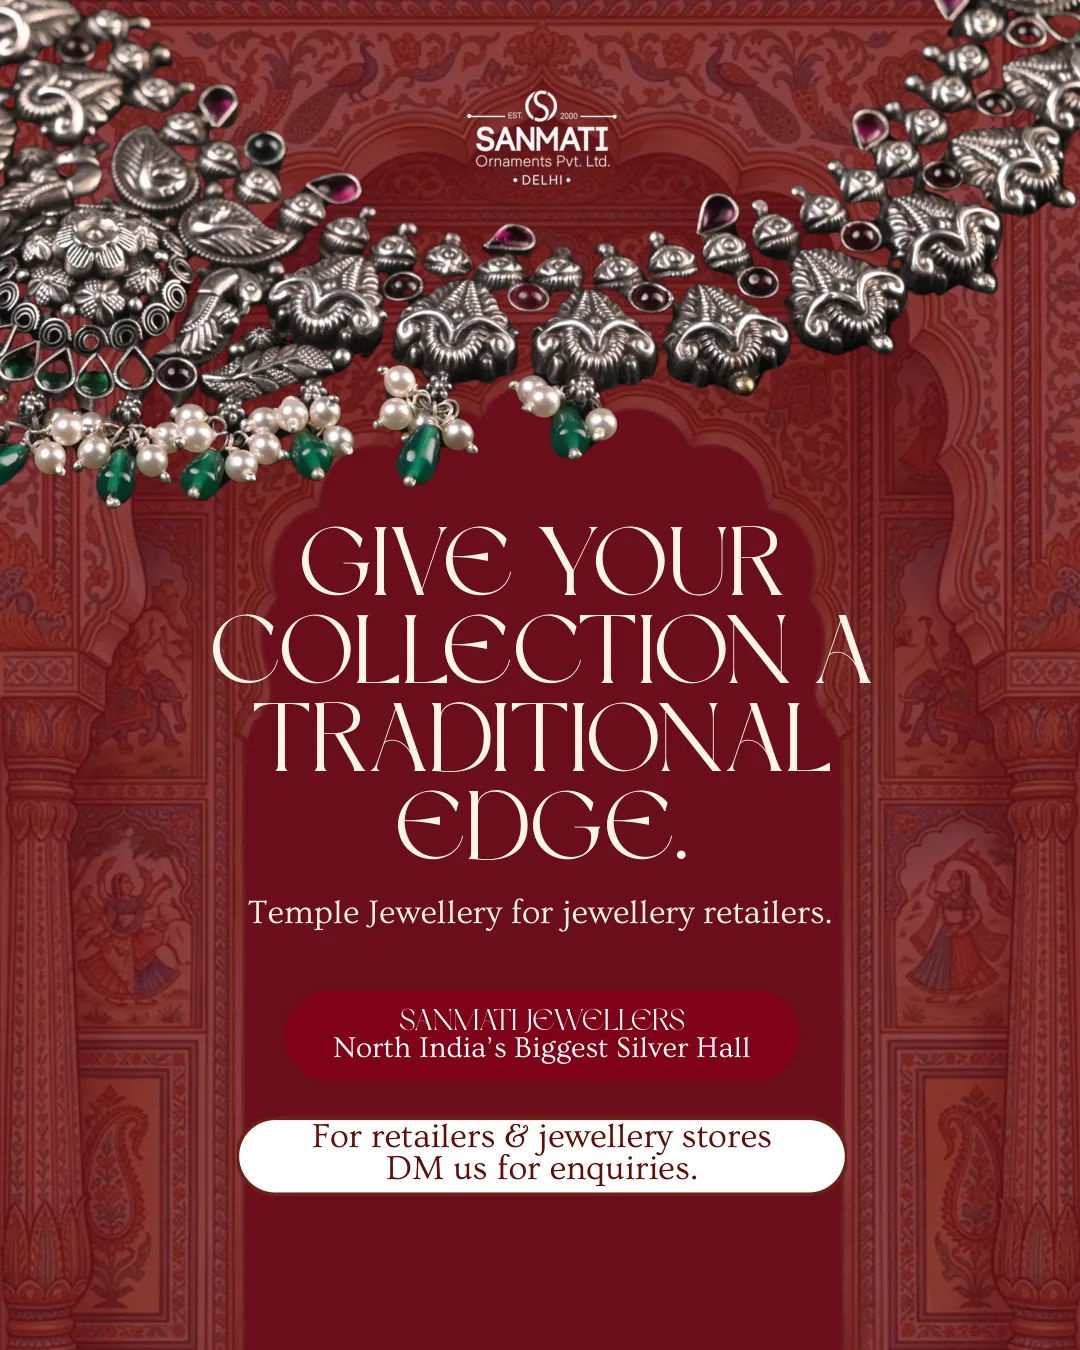 EST. 2000
SANMATI
Ornaments Pvt. Ltd.
• DELHI •
GIVE YOUR
COLLECTION A
TRADITIONAL
EDGE.
Temple Jewellery for jewellery retailers.
SANMATI JEWELLERS
North India’s Biggest Silver Hall
For retailers & jewellery stores
DM us for enquiries.